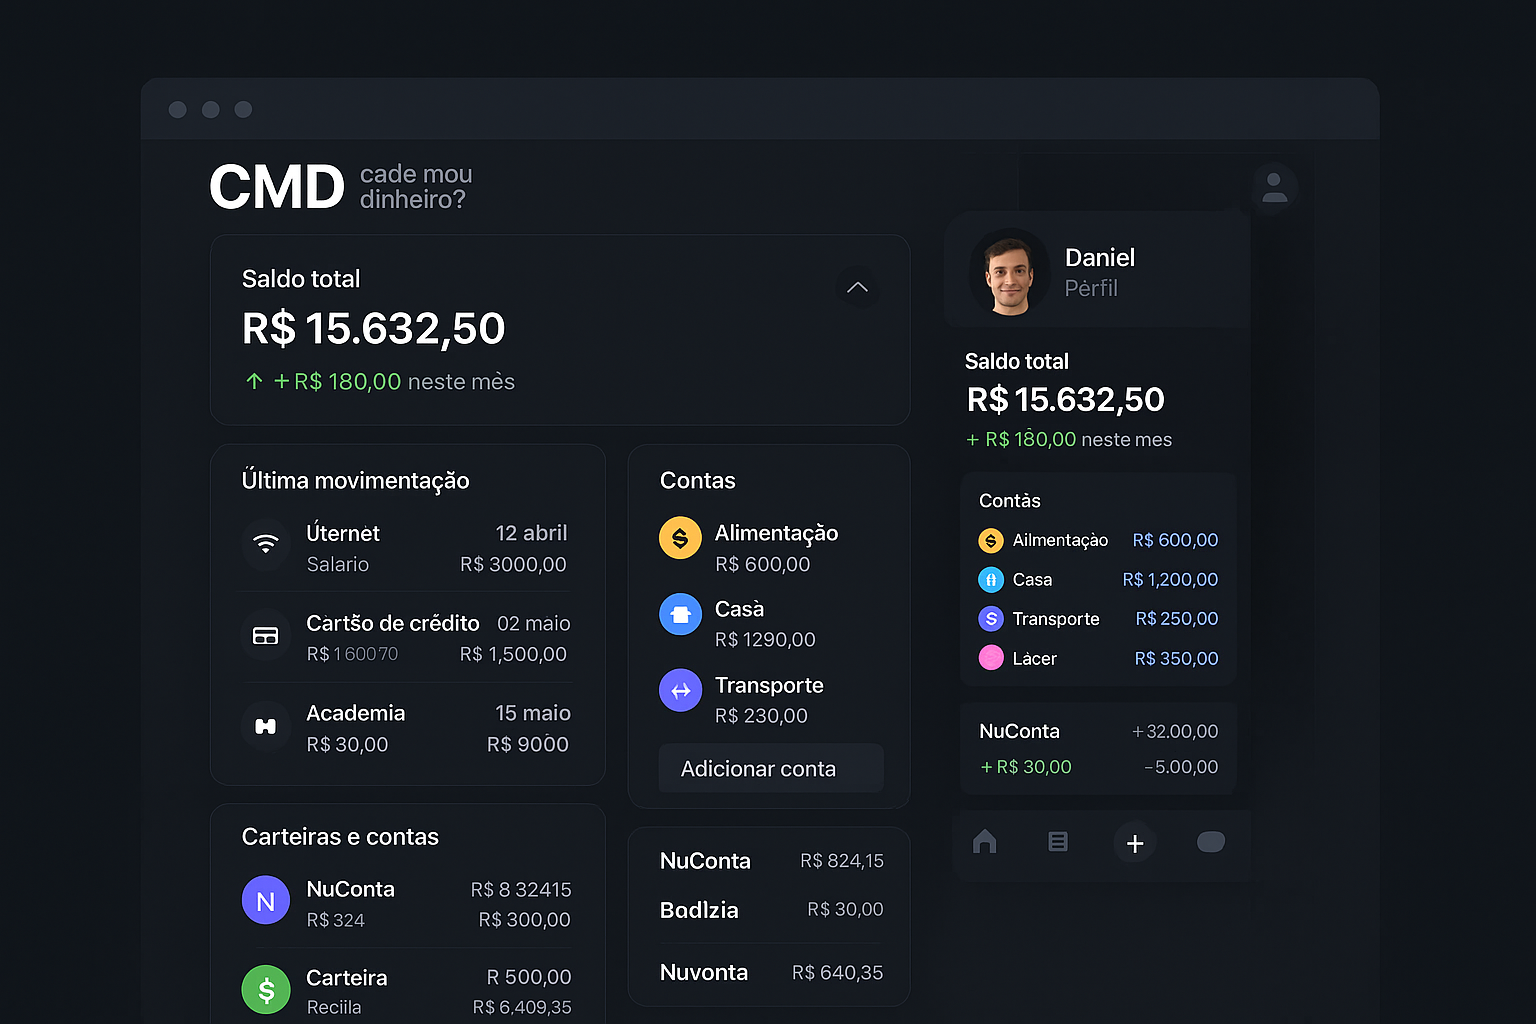 CMD
cade mou
dinheiro?
Saldo total
R$ 15.632,50
↑ +R$ 180,00 neste mès
Última movimentação
Úternet 12 abril
Salario R$ 3000,00
Cartšo de crédito 02 maio
R$ 160070 R$ 1,500,00
Academia 15 maio
R$ 30,00 R$ 9000
Carteiras e contas
N NuConta R$ 8 32415
R$ 324 R$ 300,00
$ Carteira R 500,00
Reciila R$ 6,409,35
Contas
$ Alimentação
R$ 600,00
Casà
R$ 1290,00
Transporte
R$ 230,00
Adicionar conta
NuConta R$ 824,15
Badlzia R$ 30,00
Nuvonta R$ 640,35
Daniel
Pèrfil
Saldo total
R$ 15.632,50
+ R$ 180,00 neste mes
Contàs
$ Ailmentaçào R$ 600,00
Casa R$ 1,200,00
S Transporte R$ 250,00
Làcer R$ 350,00
NuConta +32.00,00
+ R$ 30,00 −5.00,00
+